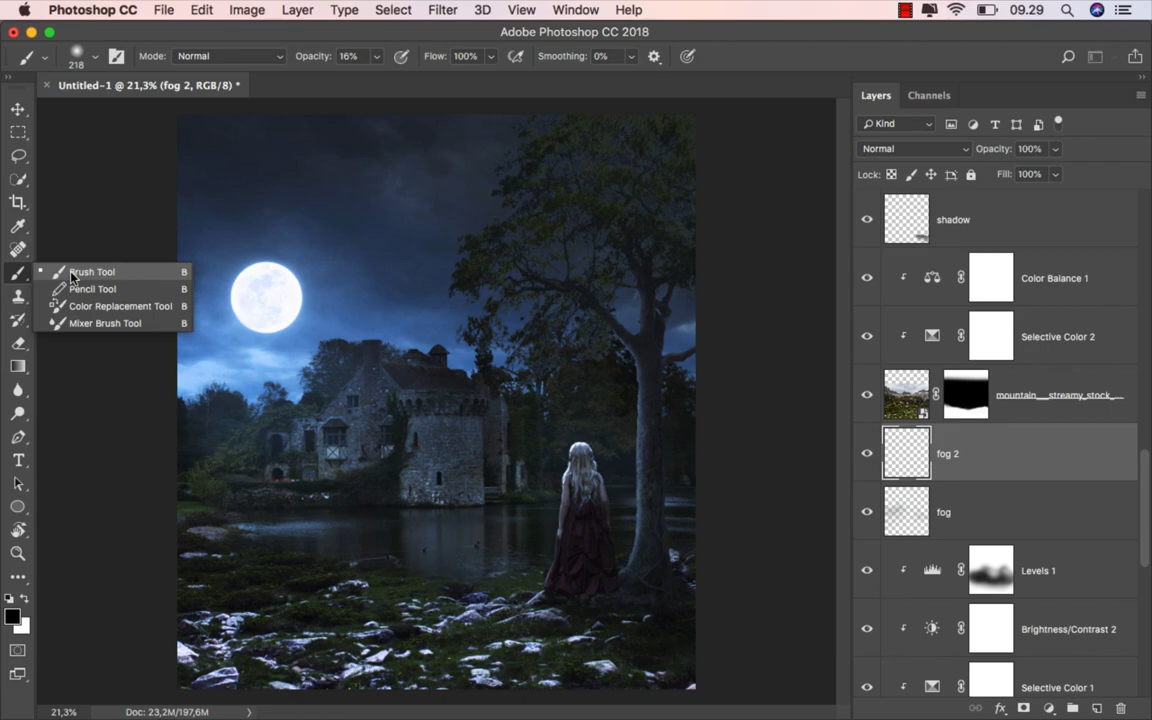 Photoshop CC File Edit Image Layer Type Select Filter 3D View Window Help 09.29
Adobe Photoshop CC 2018
218 Mode: Normal Opacity: 16% Flow: 100% Smoothing: 0%
Untitled-1 @ 21,3% (fog 2, RGB/8) *
Layers Channels
Kind
Normal Opacity: 100%
Lock: Fill: 100%
shadow
Brush Tool B
Pencil Tool B
Color Replacement Tool B
Mixer Brush Tool B
Color Balance 1
Selective Color 2
mountain__streamy_stock_...
fog 2
fog
Levels 1
Brightness/Contrast 2
Selective Color 1
21,3% Doc: 23,2M/197,6M